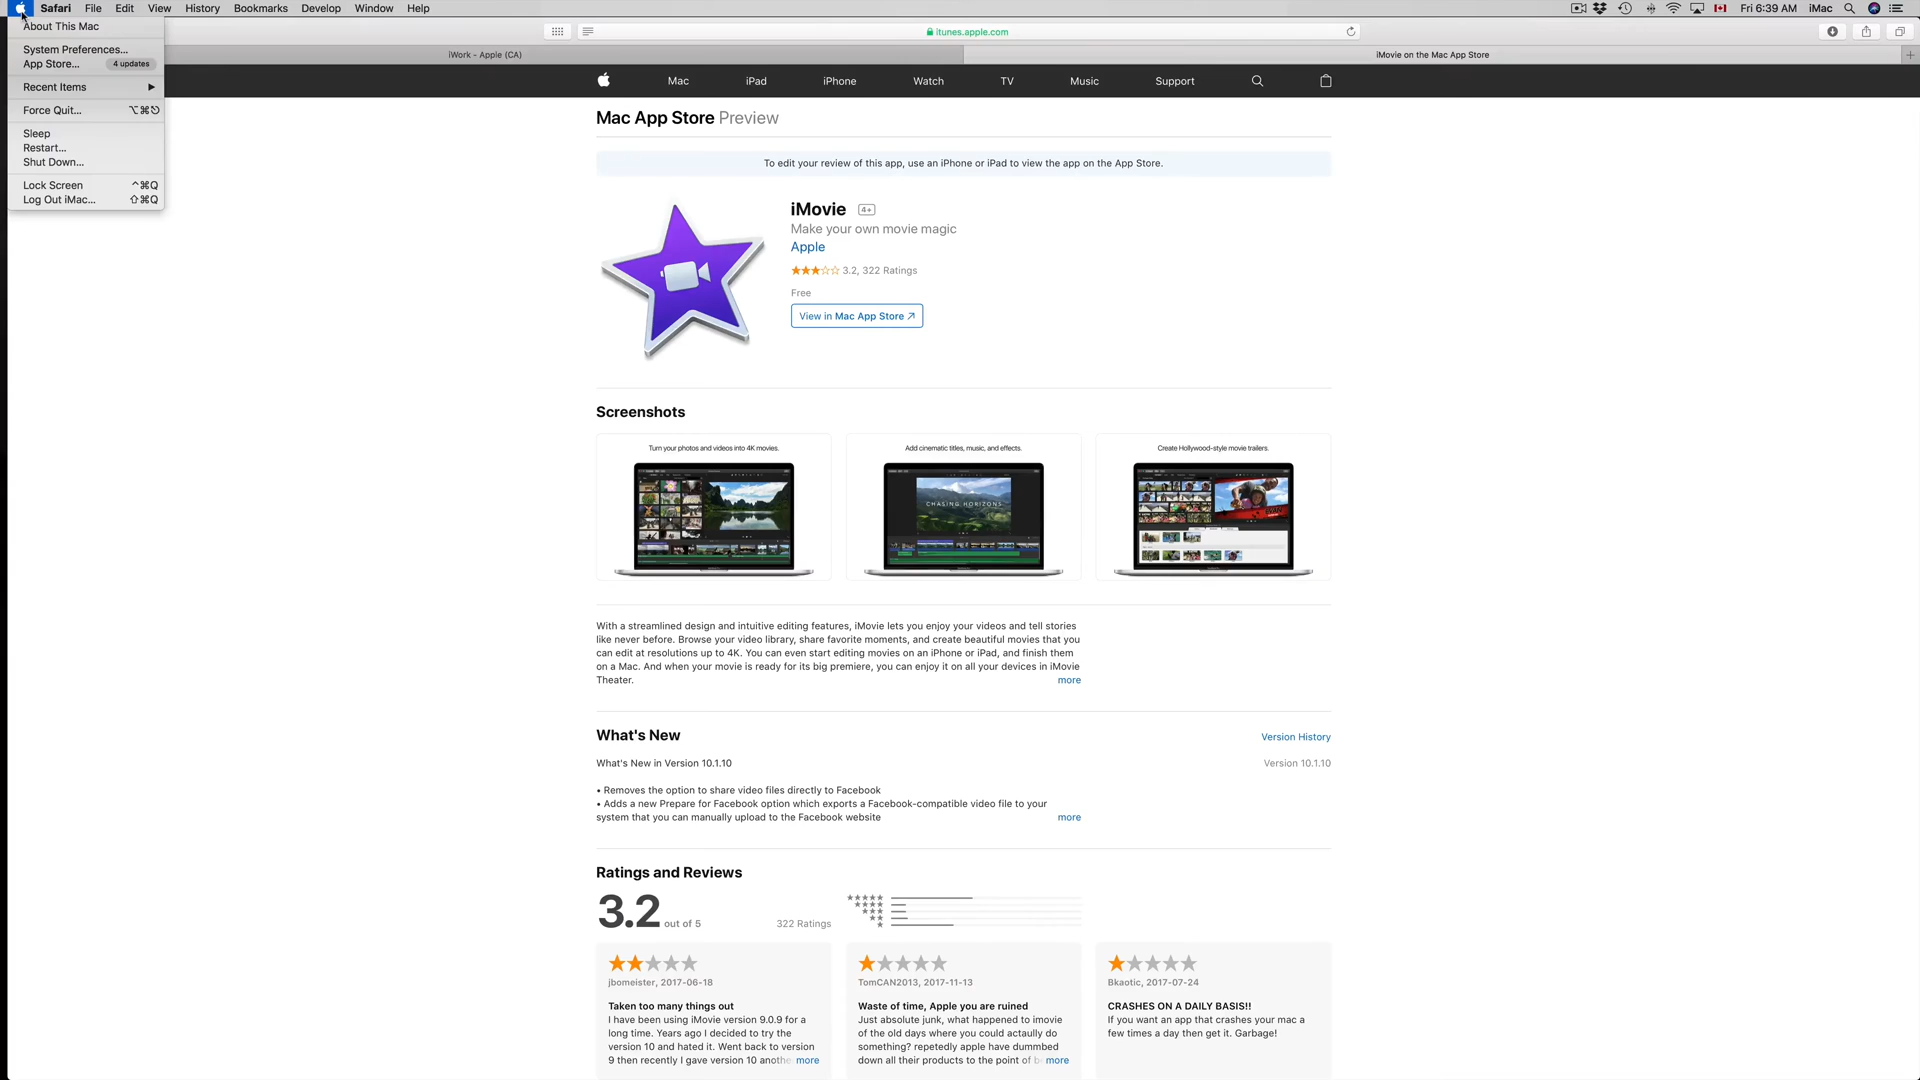 Safari File Edit View History Bookmarks Develop Window Help Fri 6:39 AM iMac
About This Mac
System Preferences...
App Store... 4 updates
Recent Items
Force Quit... ⌥⌘⎋
Sleep
Restart...
Shut Down...
Lock Screen ^⌘Q
Log Out iMac... ⇧⌘Q
itunes.apple.com
iWork - Apple (CA) iMovie on the Mac App Store
Mac iPad iPhone Watch TV Music Support
Mac App Store Preview
To edit your review of this app, use an iPhone or iPad to view the app on the App Store.
iMovie 4+
Make your own movie magic
Apple
3.2, 322 Ratings
Free
View in Mac App Store ↗
Screenshots
Turn your photos and videos into 4K movies.
Add cinematic titles, music, and effects.
CHASING HORIZONS
Create Hollywood-style movie trailers.
With a streamlined design and intuitive editing features, iMovie lets you enjoy your videos and tell stories
like never before. Browse your video library, share favorite moments, and create beautiful movies that you
can edit at resolutions up to 4K. You can even start editing movies on an iPhone or iPad, and finish them
on a Mac. And when your movie is ready for its big premiere, you can enjoy it on all your devices in iMovie
Theater. more
What's New Version History
What's New in Version 10.1.10 Version 10.1.10
• Removes the option to share video files directly to Facebook
• Adds a new Prepare for Facebook option which exports a Facebook-compatible video file to your
system that you can manually upload to the Facebook website more
Ratings and Reviews
3.2 out of 5 322 Ratings
jbomeister, 2017-06-18
Taken too many things out
I have been using iMovie version 9.0.9 for a
long time. Years ago I decided to try the
version 10 and hated it. Went back to version
9 then recently I gave version 10 anothe more
TomCAN2013, 2017-11-13
Waste of time, Apple you are ruined
Just absolute junk, what happened to imovie
of the old days where you could actaully do
something? repetedly apple have dummbed
down all their products to the point of b more
Bkaotic, 2017-07-24
CRASHES ON A DAILY BASIS!!
If you want an app that crashes your mac a
few times a day then get it. Garbage!